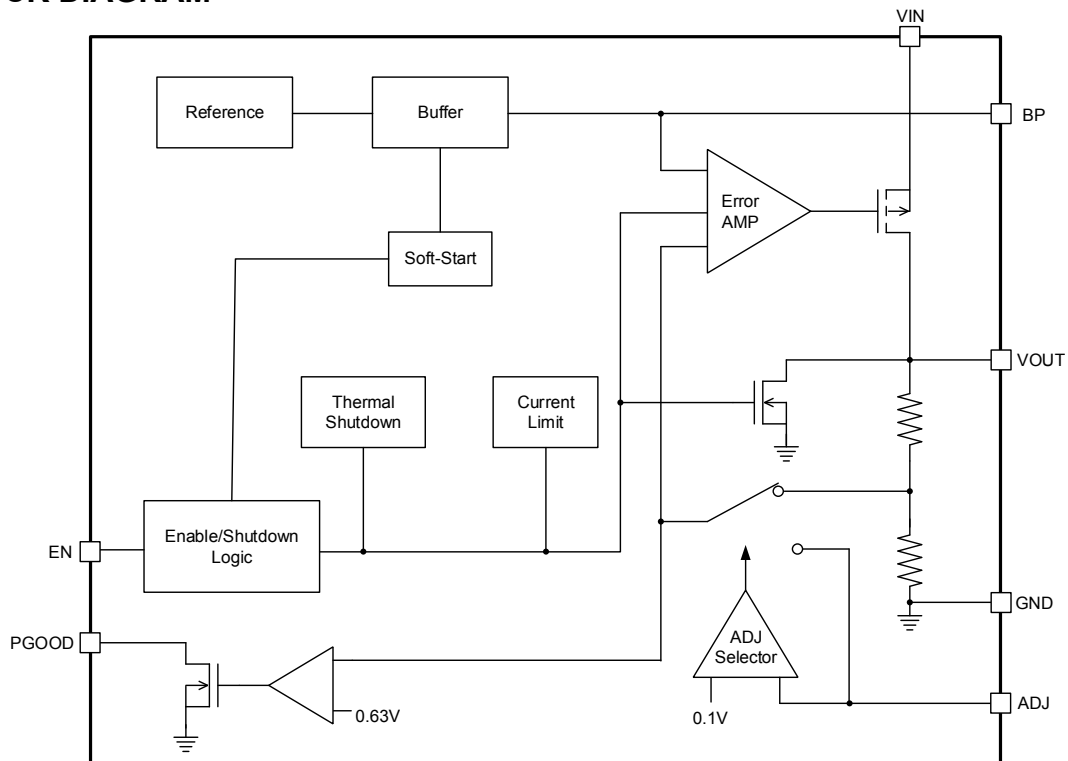 DIAGRAM
VIN
Reference
Buffer
BP
Error
AMP
Soft-Start
VOUT
Thermal
Shutdown
Current
Limit
EN
Enable/Shutdown
Logic
GND
PGOOD
ADJ
Selector
0.63V
0.1V
ADJ